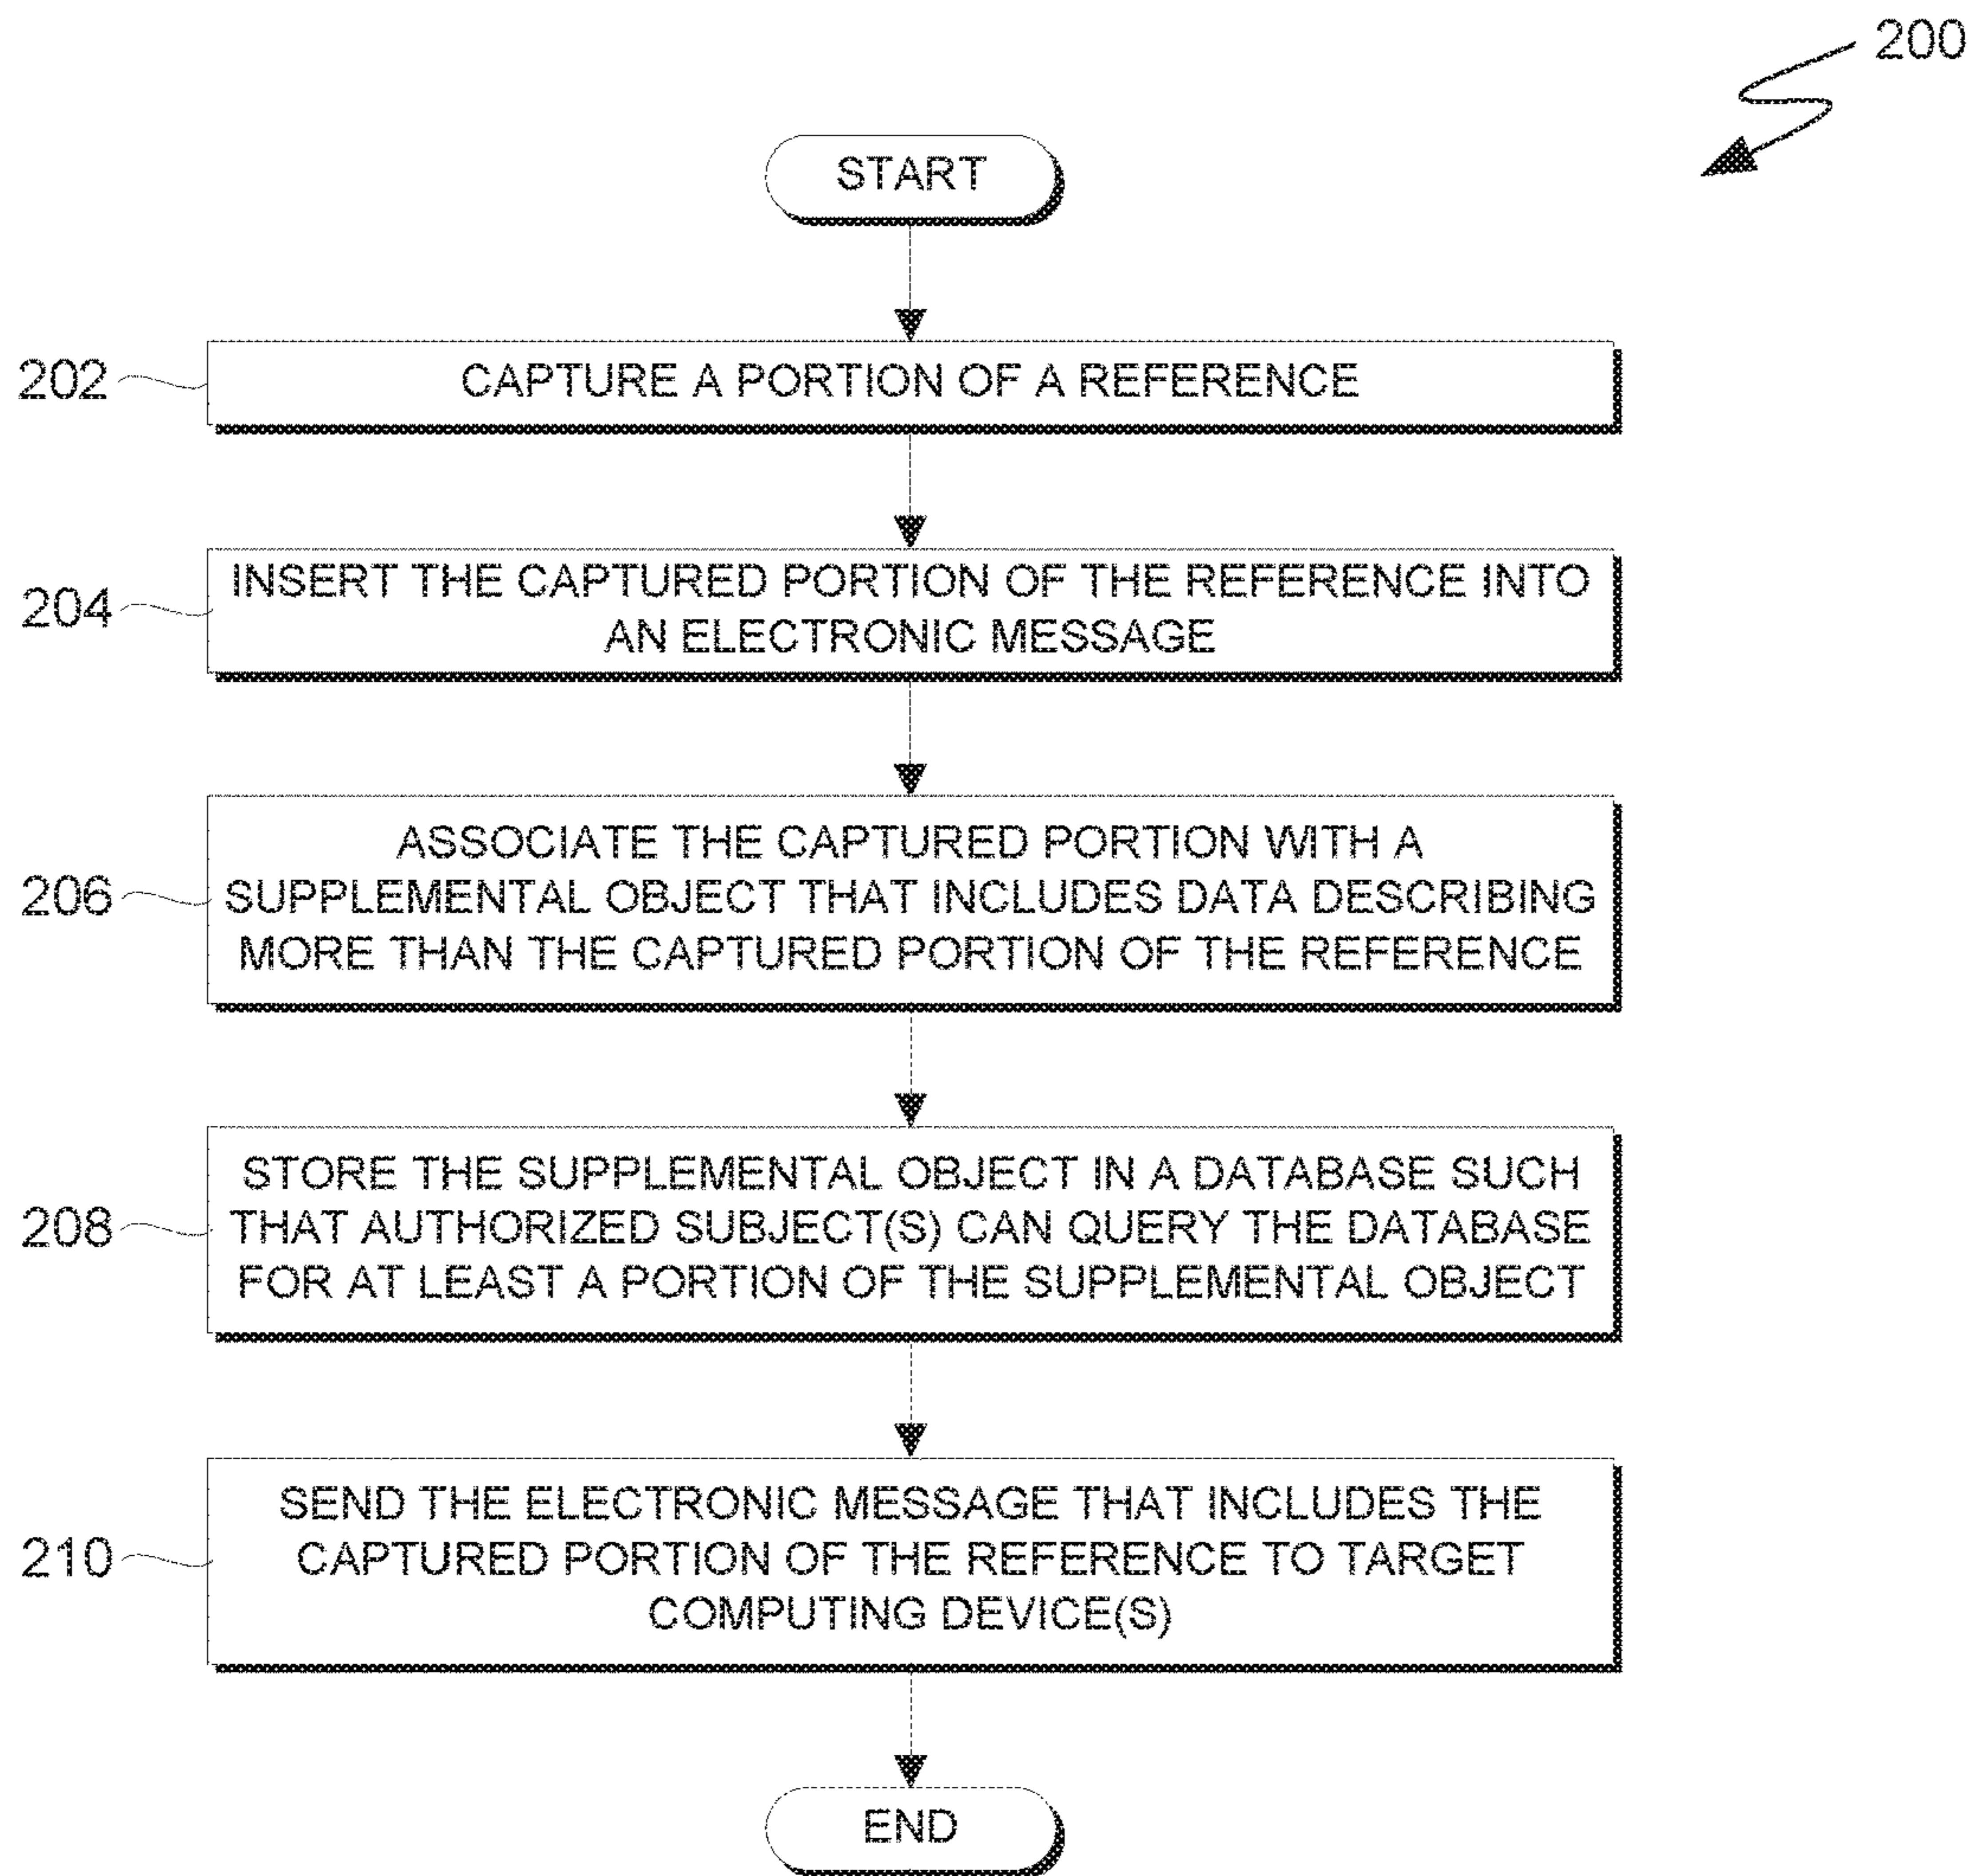 200
START
202
CAPTURE A PORTION OF A REFERENCE
204
INSERT THE CAPTURED PORTION OF THE REFERENCE INTO
AN ELECTRONIC MESSAGE
206
ASSOCIATE THE CAPTURED PORTION WITH A
SUPPLEMENTAL OBJECT THAT INCLUDES DATA DESCRIBING
MORE THAN THE CAPTURED PORTION OF THE REFERENCE
208
STORE THE SUPPLEMENTAL OBJECT IN A DATABASE SUCH
THAT AUTHORIZED SUBJECT(S) CAN QUERY THE DATABASE
FOR AT LEAST A PORTION OF THE SUPPLEMENTAL OBJECT
210
SEND THE ELECTRONIC MESSAGE THAT INCLUDES THE
CAPTURED PORTION OF THE REFERENCE TO TARGET
COMPUTING DEVICE(S)
END